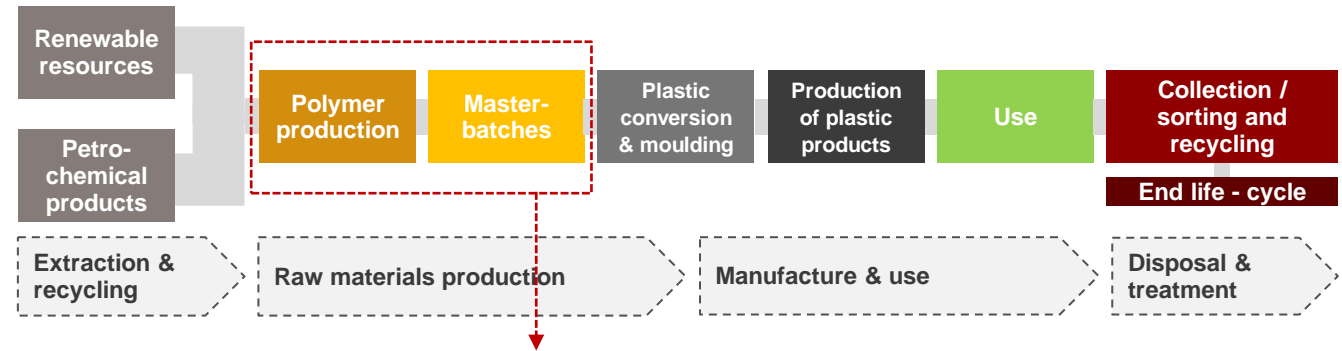 Renewable
resources
Petro-
chemical
products
Polymer
production
Master-
batches
Plastic
conversion
& moulding
Production
of plastic
products
Use
Collection /
sorting and
recycling
End life - cycle
Extraction &
recycling
Raw materials production
Manufacture & use
Disposal &
treatment